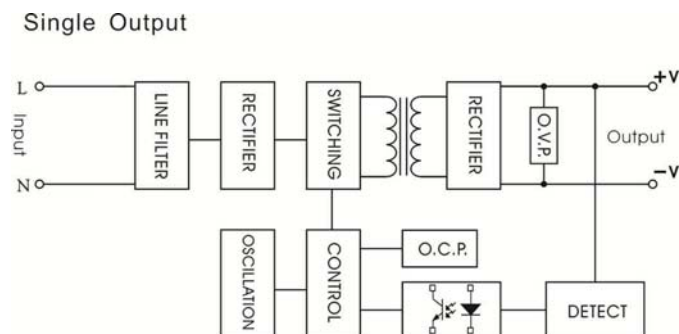 Single Output
L
Input
N
LINE FILTER
RECTIFIER
SWITCHING
RECTIFIER
O.V.P.
+V
Output
-V
OSCILLATION
CONTROL
O.C.P.
DETECT